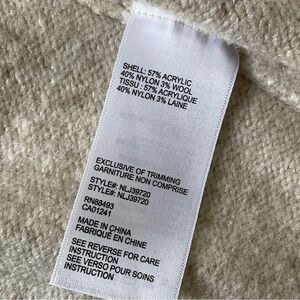 SHELL: 57% ACRYLIC
40% NYLON 3% WOOL
TISSU : 57% ACRYLIQUE
40% NYLON 3% LAINE
EXCLUSIVE OF TRIMMING
GARNITURE NON COMPRISE
STYLE#: NLJ39720
STYLE#: NLJ39720
RN88493
CA01241
MADE IN CHINA
FABRIQUÉ EN CHINE
SEE REVERSE FOR CARE
INSTRUCTION
SEE VERSO POUR SOINS
INSTRUCTION